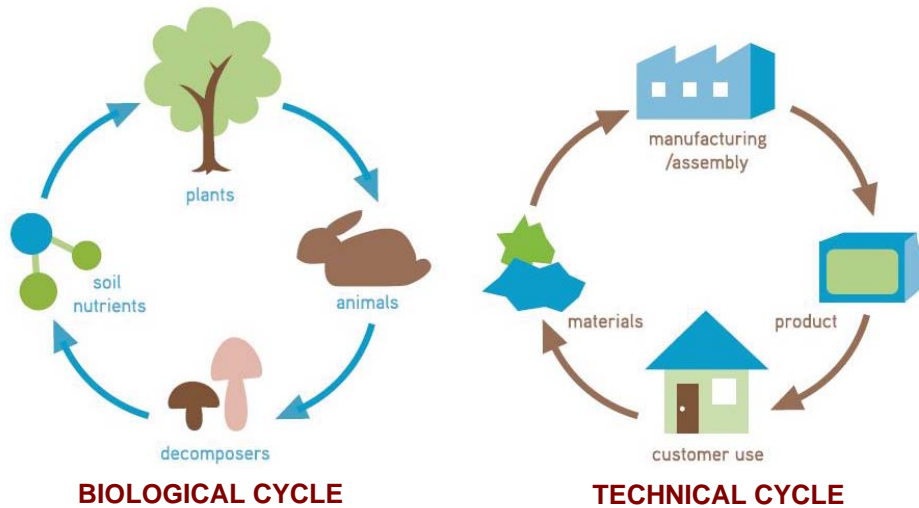 plants
soil
nutrients
animals
decomposers
BIOLOGICAL CYCLE
manufacturing
/assembly
materials
product
customer use
TECHNICAL CYCLE